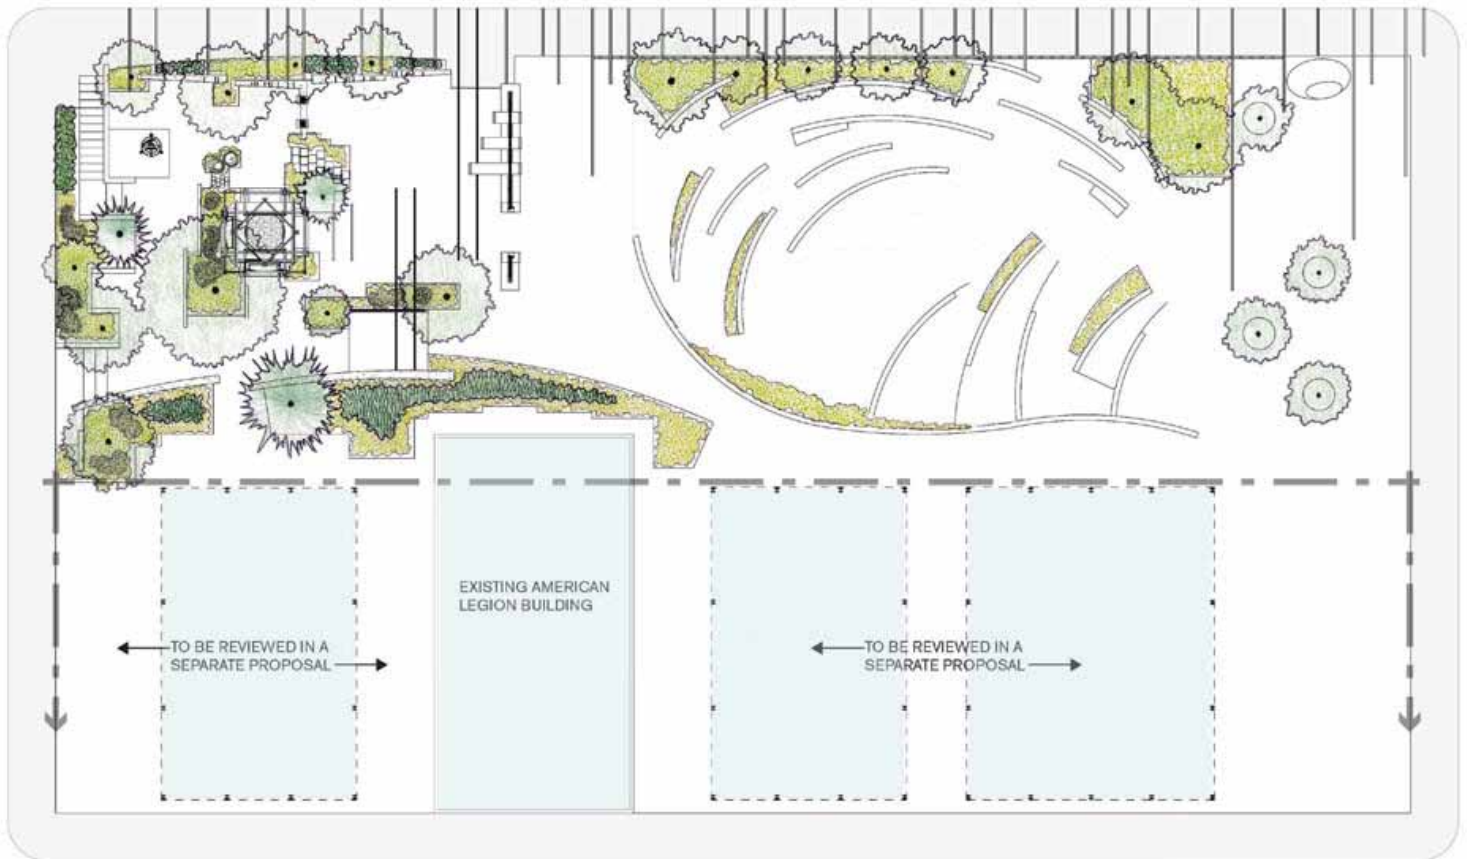 EXISTING AMERICAN
LEGION BUILDING
TO BE REVIEWED IN A
SEPARATE PROPOSAL
TO BE REVIEWED IN A
SEPARATE PROPOSAL